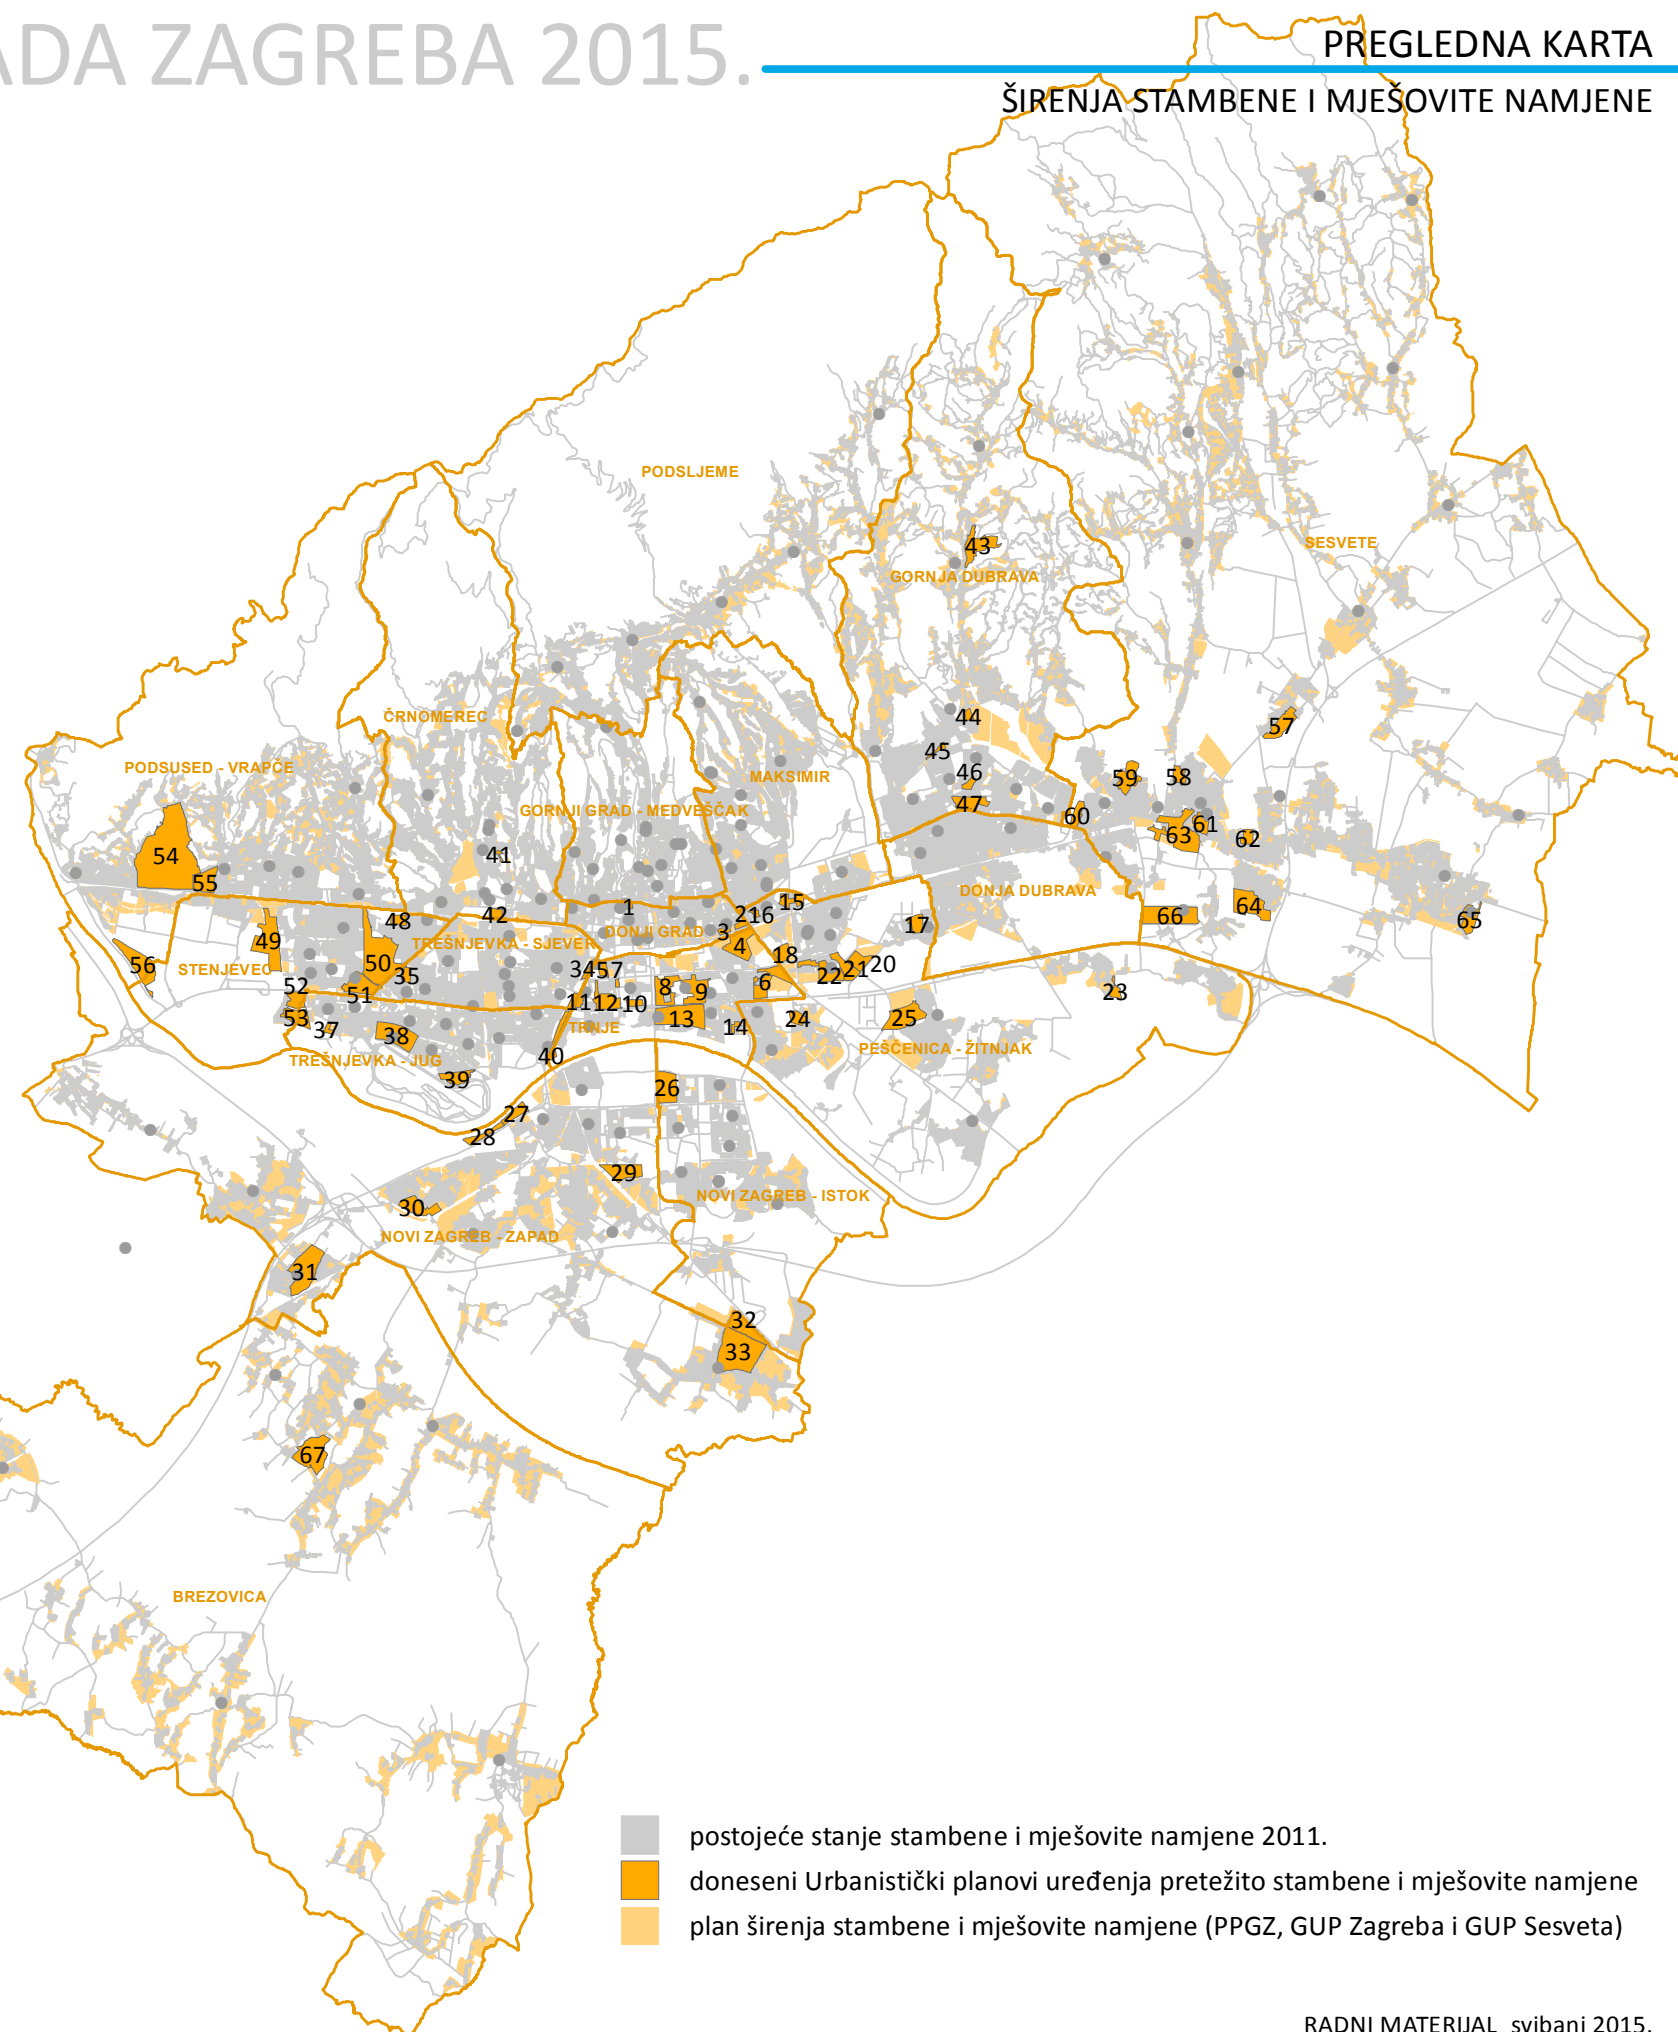 ADA ZAGREBA 2015.
PREGLEDNA KARTA
ŠIRENJA STAMBENE I MJEŠOVITE NAMJENE
PODSLJEME
SESVETE
43
GORNJA DUBRAVA
ČRNOMEREC
44
57
45
PODSUSED - VRAPČE
MAKSIMIR
46
59
58
47
GORNJI GRAD - MEDVEŠČAK
60
61
63
62
54
41
55
DONJA DUBRAVA
1
15
64
48
42
2
16
66
65
17
3
DONJI GRAD
49
TREŠNJEVKA - SJEVER
4
18
56
STENJEVEC
50
35
34
5
7
22
21
20
52
51
8
9
6
23
11
12
10
53
37
38
TRNJE
13
14
24
25
TREŠNJEVKA - JUG
40
PEŠČENICA - ŽITNJAK
39
26
27
28
29
30
NOVI ZAGREB - ISTOK
NOVI ZAGREB - ZAPAD
31
32
33
67
BREZOVICA
postojeće stanje stambene i mješovite namjene 2011.
doneseni Urbanistički planovi uređenja pretežito stambene i mješovite namjene
plan širenja stambene i mješovite namjene (PPGZ, GUP Zagreba i GUP Sesveta)
RADNI MATERIJAL svibanj 2015.